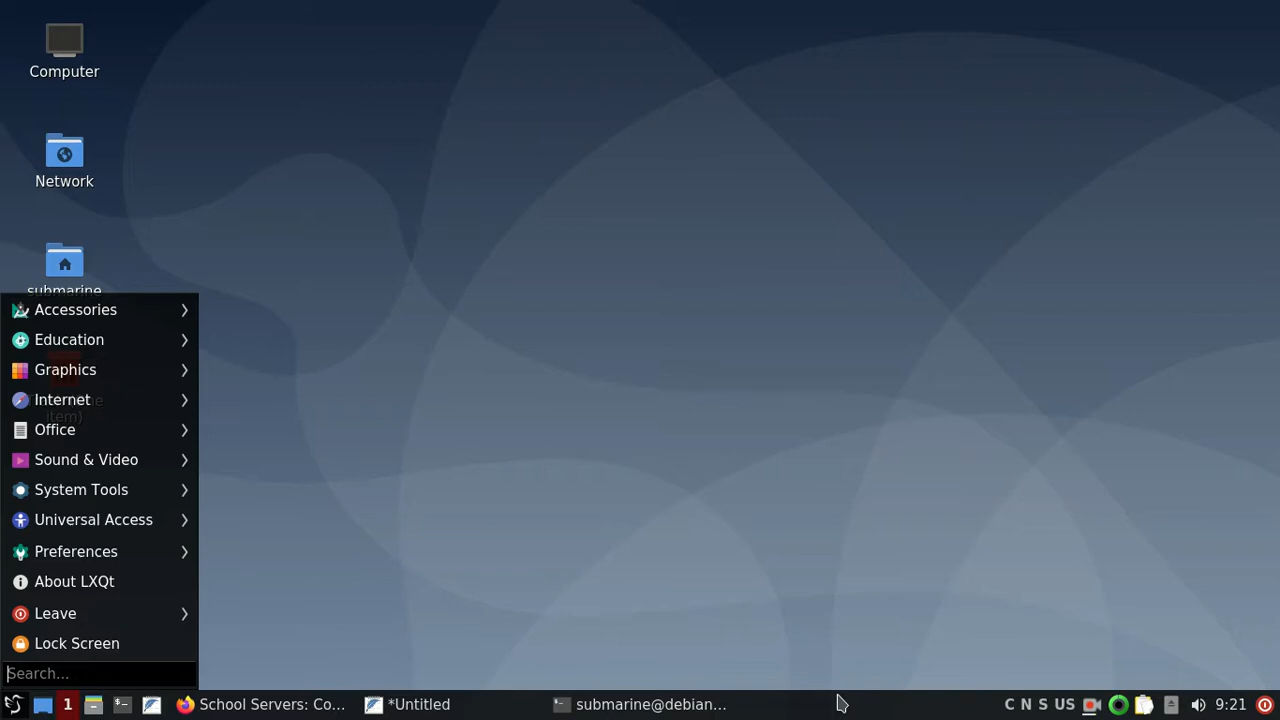 Computer
Network
submarine
Accessories
Education
Graphics
Internet
item)
Office
Sound & Video
System Tools
Universal Access
Preferences
About LXQt
Leave
Lock Screen
Search...
1 School Servers: Co... *Untitled submarine@debian... C N S US 9:21